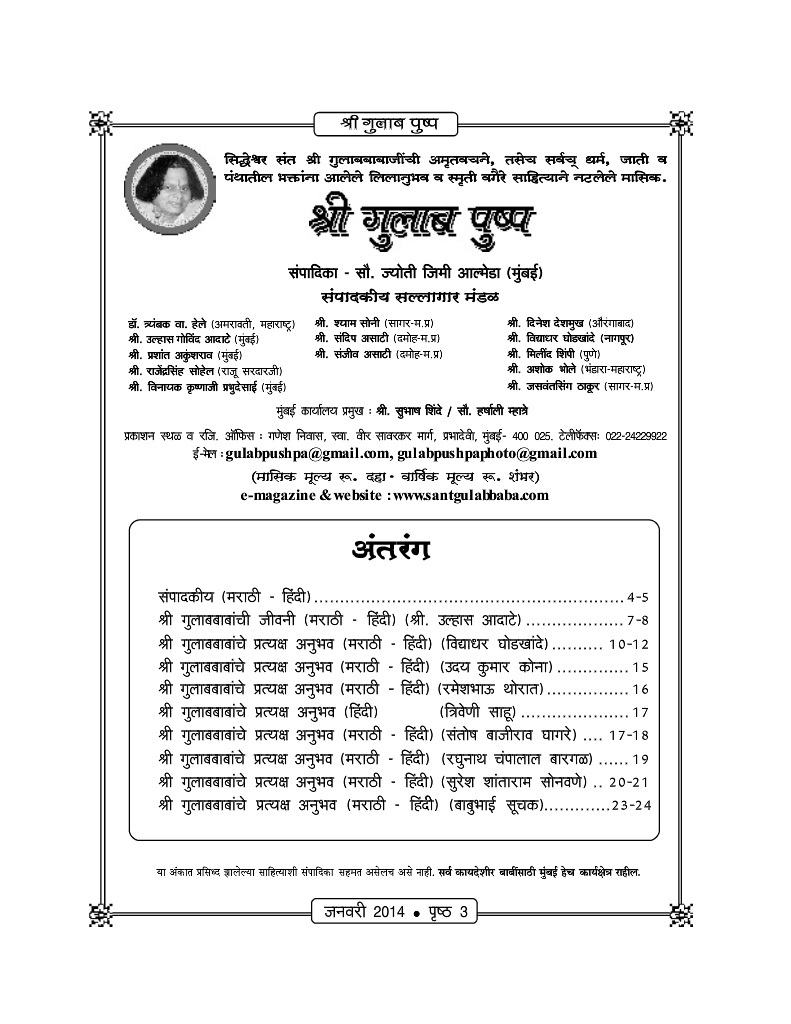 श्री गुलाब पुष्प
सिद्धेश्वर संत श्री गुलाबबाबाजींची अमृतवचने, तसेच सर्वच् धर्म, जाती व
पंथातील भक्तांना आलेले लिलानुभव व स्मृती वगैरे साहित्याने नटलेले मासिक.
श्री गुलाब पुष्प
संपादिका - सौ. ज्योती जिमी आल्मेडा (मुंबई)
संपादकीय सल्लागार मंडळ
डॉ. त्र्यंबक वा. हेले (अमरावती, महाराष्ट्र) श्री. श्याम सोनी (सागर-म.प्र) श्री. दिनेश देशमुख (औरंगाबाद)
श्री. उल्हास गोविंद आदाटे (मुंबई) श्री. संदिप असाटी (दमोह-म.प्र) श्री. विद्याधर घोडखांदे (नागपूर)
श्री. प्रशांत अकुंशराव (मुंबई) श्री. संजीव असाटी (दमोह-म.प्र) श्री. मिलींद शिंपी (पुणे)
श्री. राजेंद्रसिंह सोहेल (राजू सरदारजी) श्री. अशोक भोले (भंडारा-महाराष्ट्र)
श्री. विनायक कृष्णाजी प्रभुदेसाई (मुंबई) श्री. जसवंतसिंग ठाकूर (सागर-म.प्र)
मुंबई कार्यालय प्रमुख : श्री. सुभाष शिंदे / सौ. हर्षाली म्हात्रे
प्रकाशन स्थळ व रजि. ऑफिस : गणेश निवास, स्वा. वीर सावरकर मार्ग, प्रभादेवी, मुंबई- 400 025. टेलीफॅक्सः 022-24229922
ई-मेल : gulabpushpa@gmail.com, gulabpushpaphoto@gmail.com
(मासिक मूल्य रू. दहा · वार्षिक मूल्य रू. शंभर)
e-magazine & website : www.santgulabbaba.com
अंतरंग
संपादकीय (मराठी - हिंदी) ............................................................ 4-5
श्री गुलाबबाबांची जीवनी (मराठी - हिंदी) (श्री. उल्हास आदाटे) ................... 7-8
श्री गुलाबबाबांचे प्रत्यक्ष अनुभव (मराठी - हिंदी) (विद्याधर घोडखांदे) .......... 10-12
श्री गुलाबबाबांचे प्रत्यक्ष अनुभव (मराठी - हिंदी) (उदय कुमार कोना) .............. 15
श्री गुलाबबाबांचे प्रत्यक्ष अनुभव (मराठी - हिंदी) (रमेशभाऊ थोरात) ................ 16
श्री गुलाबबाबांचे प्रत्यक्ष अनुभव (हिंदी) (त्रिवेणी साहू) ..................... 17
श्री गुलाबबाबांचे प्रत्यक्ष अनुभव (मराठी - हिंदी) (संतोष बाजीराव घागरे) .... 17-18
श्री गुलाबबाबांचे प्रत्यक्ष अनुभव (मराठी - हिंदी) (रघुनाथ चंपालाल बारगळ) ...... 19
श्री गुलाबबाबांचे प्रत्यक्ष अनुभव (मराठी - हिंदी) (सुरेश शांताराम सोनवणे) .. 20-21
श्री गुलाबबाबांचे प्रत्यक्ष अनुभव (मराठी - हिंदी) (बाबुभाई सूचक).............23-24
या अंकात प्रसिध्द झालेल्या साहित्याशी संपादिका सहमत असेलच असे नाही. सर्व कायदेशीर बाबींसाठी मुंबई हेच कार्यक्षेत्र राहील.
जनवरी 2014 • पृष्ठ 3